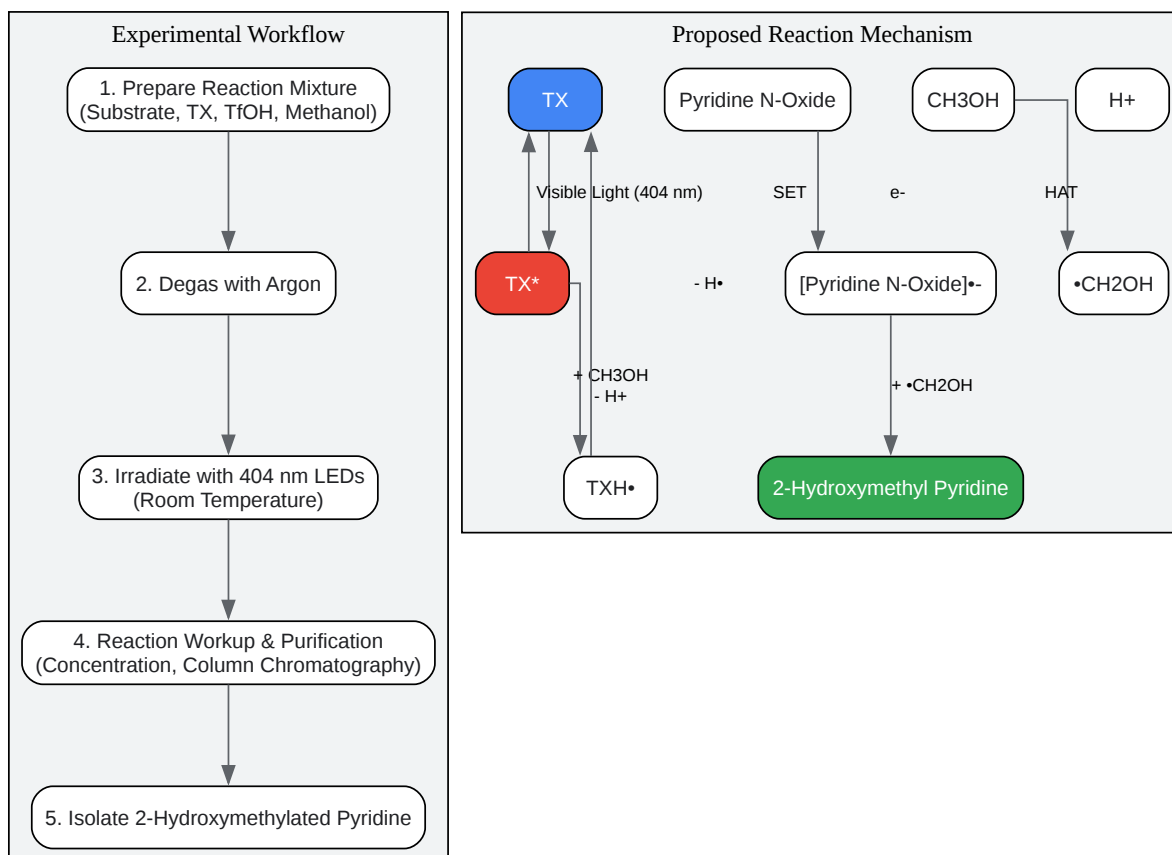 Experimental Workflow
1. Prepare Reaction Mixture
(Substrate, TX, TfOH, Methanol)
2. Degas with Argon
3. Irradiate with 404 nm LEDs
(Room Temperature)
4. Reaction Workup & Purification
(Concentration, Column Chromatography)
5. Isolate 2-Hydroxymethylated Pyridine
Proposed Reaction Mechanism
TX
Pyridine N-Oxide
CH3OH
H+
Visible Light (404 nm)
SET
e-
HAT
TX*
- H•
[Pyridine N-Oxide]•-
•CH2OH
+ CH3OH
- H+
+ •CH2OH
TXH•
2-Hydroxymethyl Pyridine